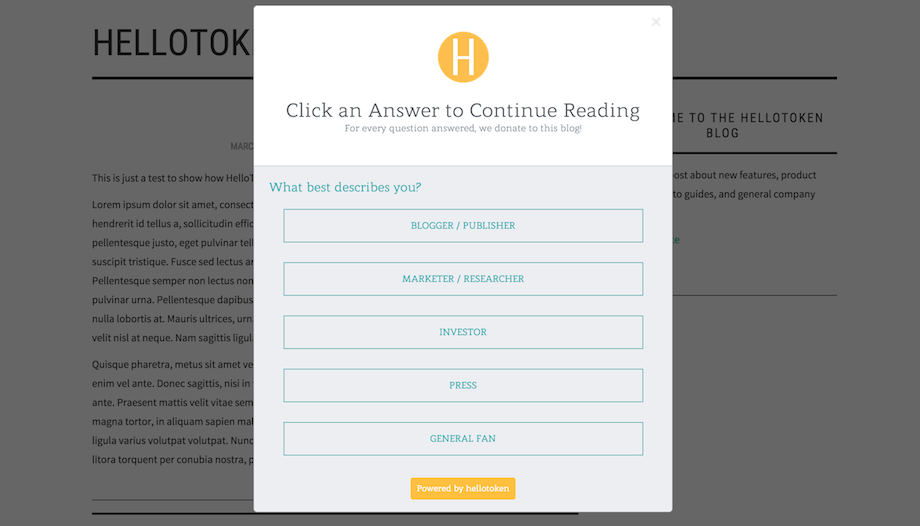 HELLOTOK
MARC
This is just a test to show how HelloT
Lorem ipsum dolor sit amet, consect
hendrerit id tellus a, sollicitudin effic
pellentesque justo, eget pulvinar tell
suscipit tristique. Fusce sed lectus ar
Pellentesque semper non lectus non
pulvinar urna. Pellentesque dapibus
nulla lobortis at. Mauris ultrices, urn
velit nisl at neque. Nam sagittis ligula
Quisque pharetra, metus sit amet ve
enim vel ante. Donec sagittis, nisi in
ante. Praesent mattis velit vitae sem
magna tortor, in aliquam sapien mal
ligula varius volutpat volutpat. Nunc
litora torquent per conubia nostra, p
×
H
Click an Answer to Continue Reading
For every question answered, we donate to this blog!
What best describes you?
BLOGGER / PUBLISHER
MARKETER / RESEARCHER
INVESTOR
PRESS
GENERAL FAN
Powered by hellotoken
ME TO THE HELLOTOKEN
BLOG
ost about new features, product
to guides, and general company
ce